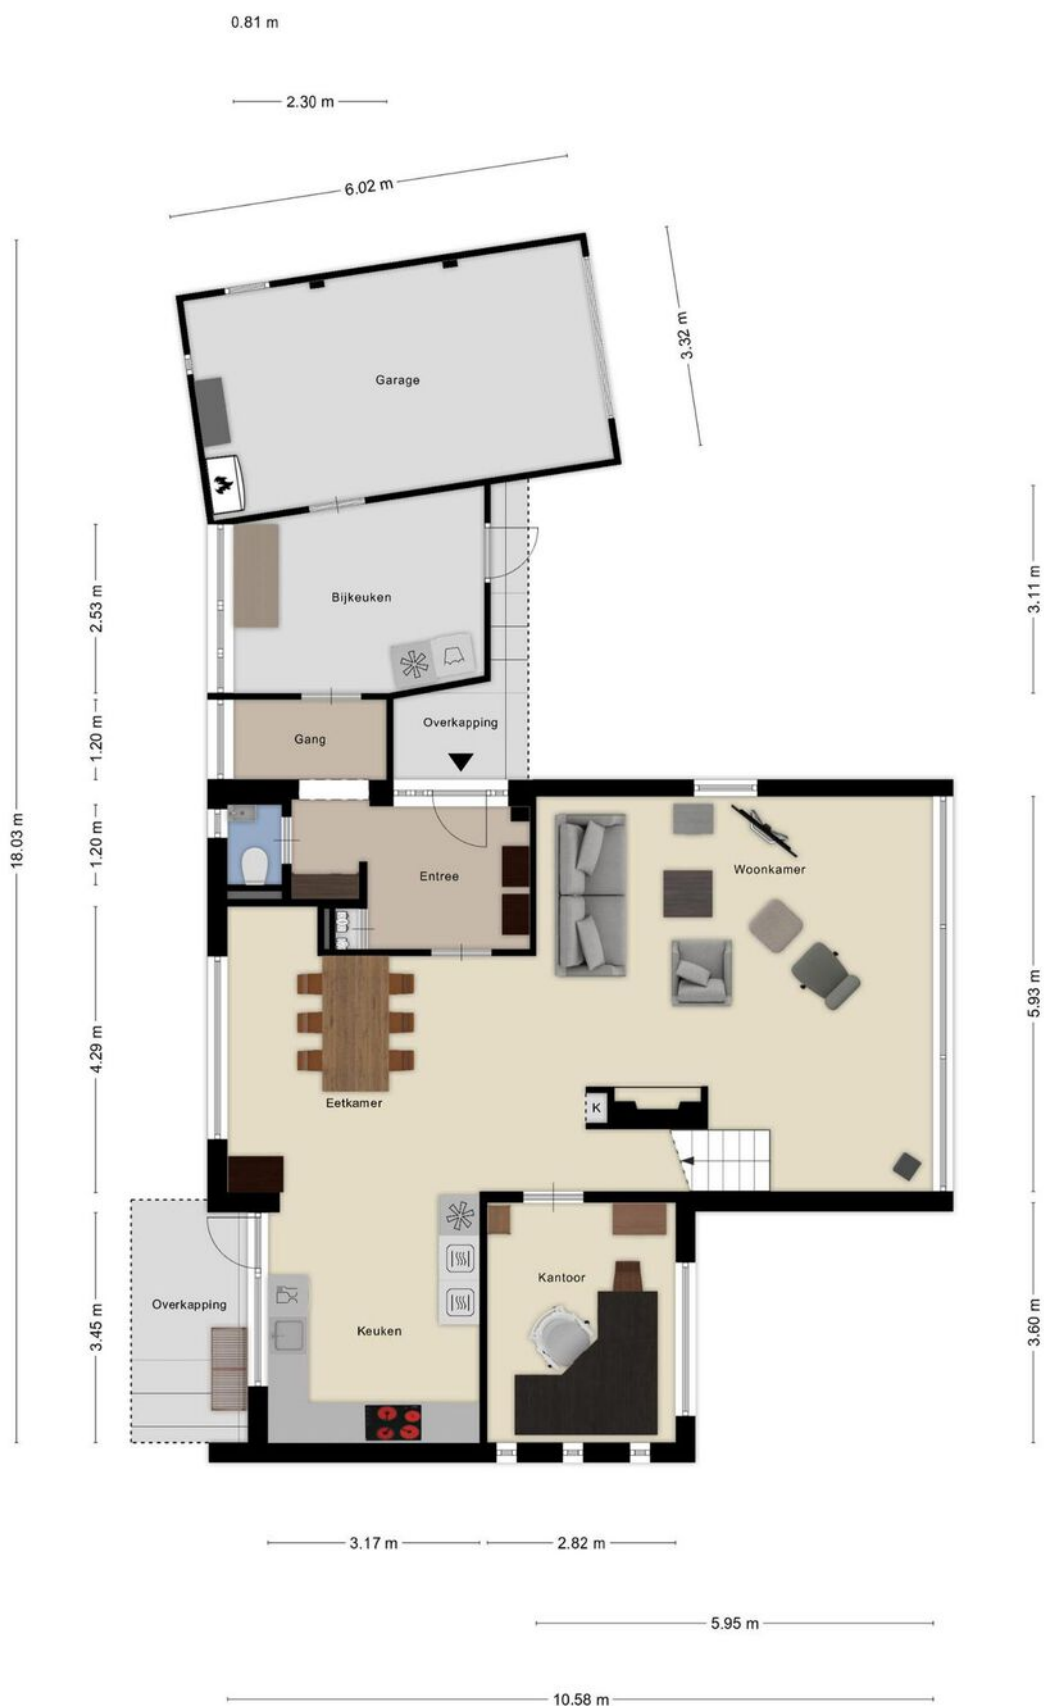 0.81 m
2.30 m
6.02 m
3.32 m
Garage
18.03 m
2.53 m
3.11 m
Bijkeuken
1.20 m
Gang
Overkapping
1.20 m
Entree
Woonkamer
5.93 m
4.29 m
Eetkamer
K
Kantoor
Overkapping
Keuken
3.45 m
3.60 m
3.17 m
2.82 m
5.95 m
10.58 m